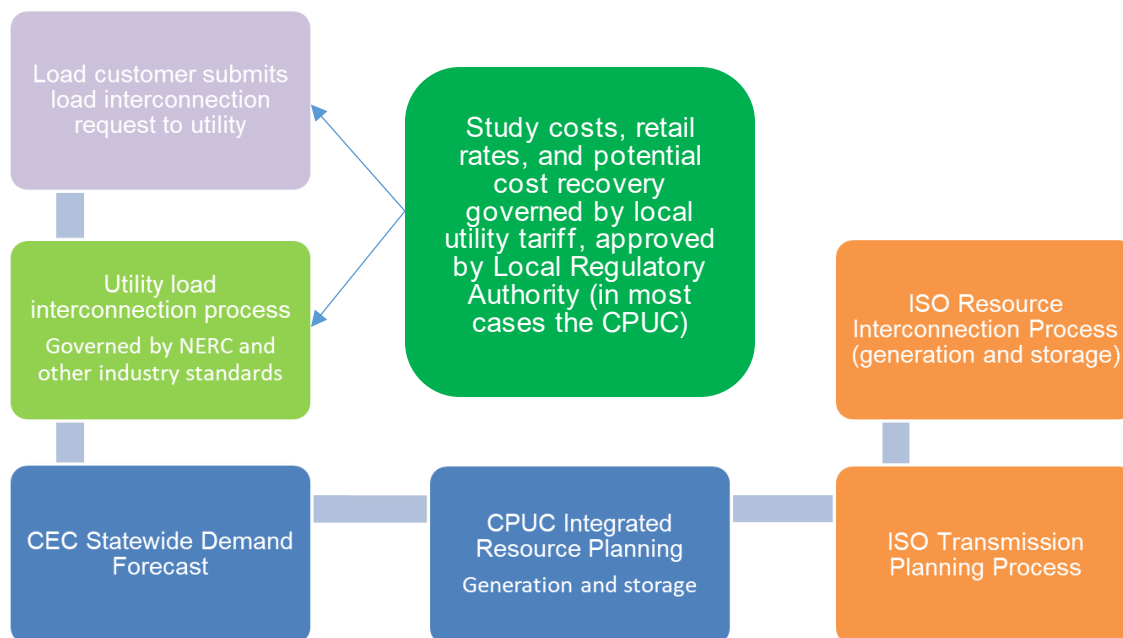 Load customer submits
load interconnection
request to utility
Study costs, retail
rates, and potential
cost recovery
governed by local
utility tariff, approved
by Local Regulatory
Authority (in most
cases the CPUC)
Utility load
interconnection process
Governed by NERC and
other industry standards
ISO Resource
Interconnection Process
(generation and storage)
CEC Statewide Demand
Forecast
CPUC Integrated
Resource Planning
Generation and storage
ISO Transmission
Planning Process